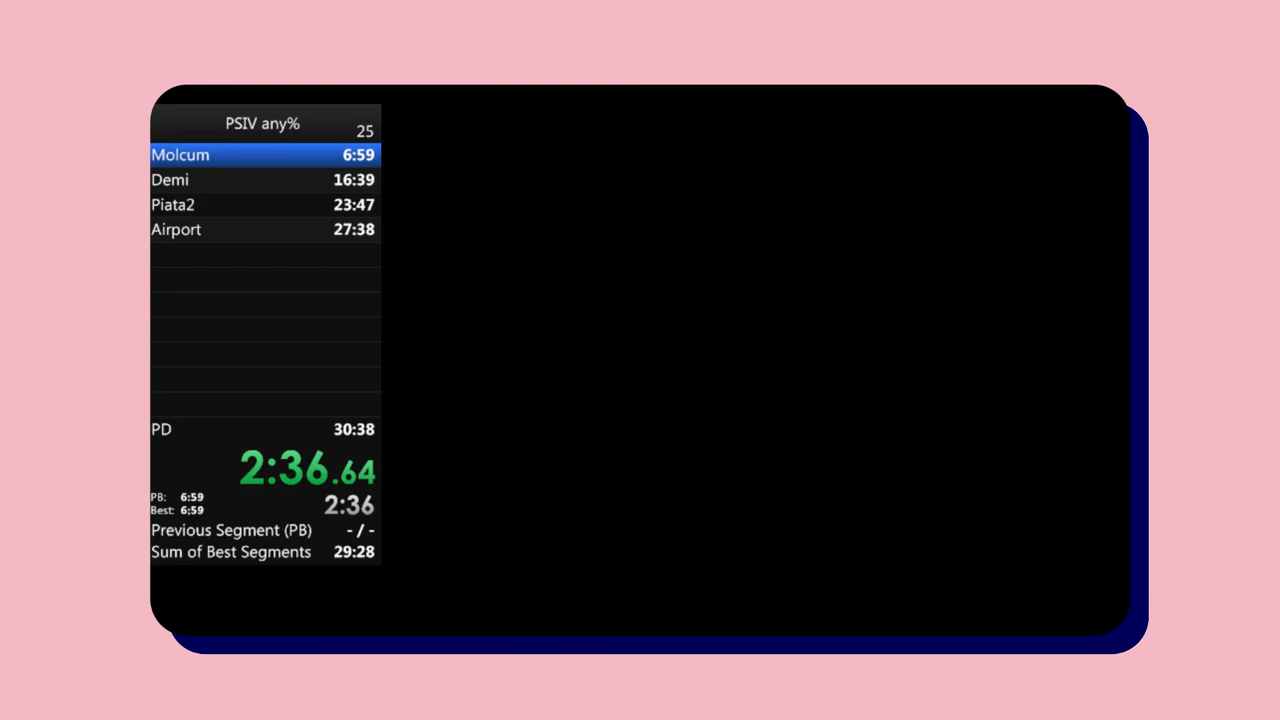 PSIV any%
25
Molcum 6:59
Demi 16:39
Piata2 23:47
Airport 27:38
PD 30:38
2:36.64
PB: 6:59
Best: 6:59
2:36
Previous Segment (PB) - / -
Sum of Best Segments 29:28